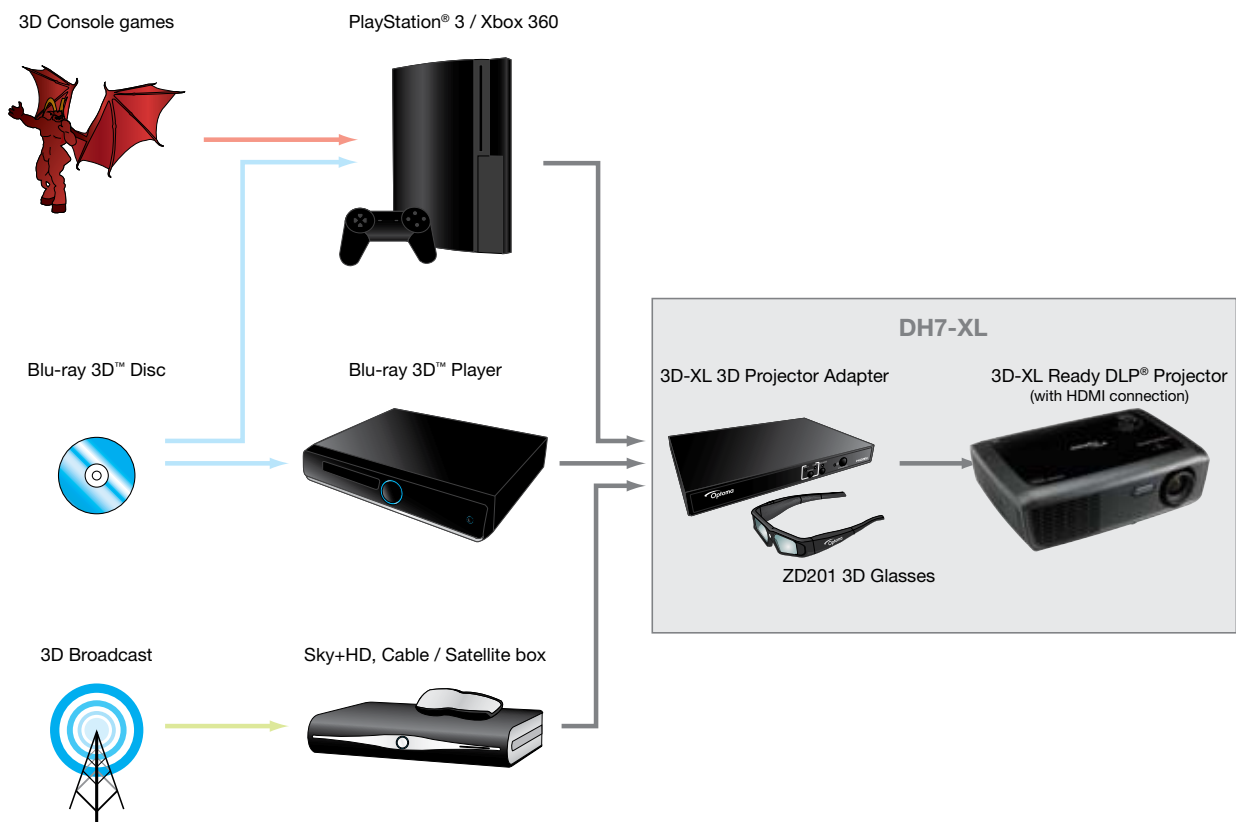 3D Console games
PlayStation® 3 / Xbox 360
DH7-XL
Blu-ray 3D™ Disc
Blu-ray 3D™ Player
3D-XL 3D Projector Adapter
3D-XL Ready DLP® Projector
(with HDMI connection)
Optoma
Optoma
ZD201 3D Glasses
3D Broadcast
Sky+HD, Cable / Satellite box